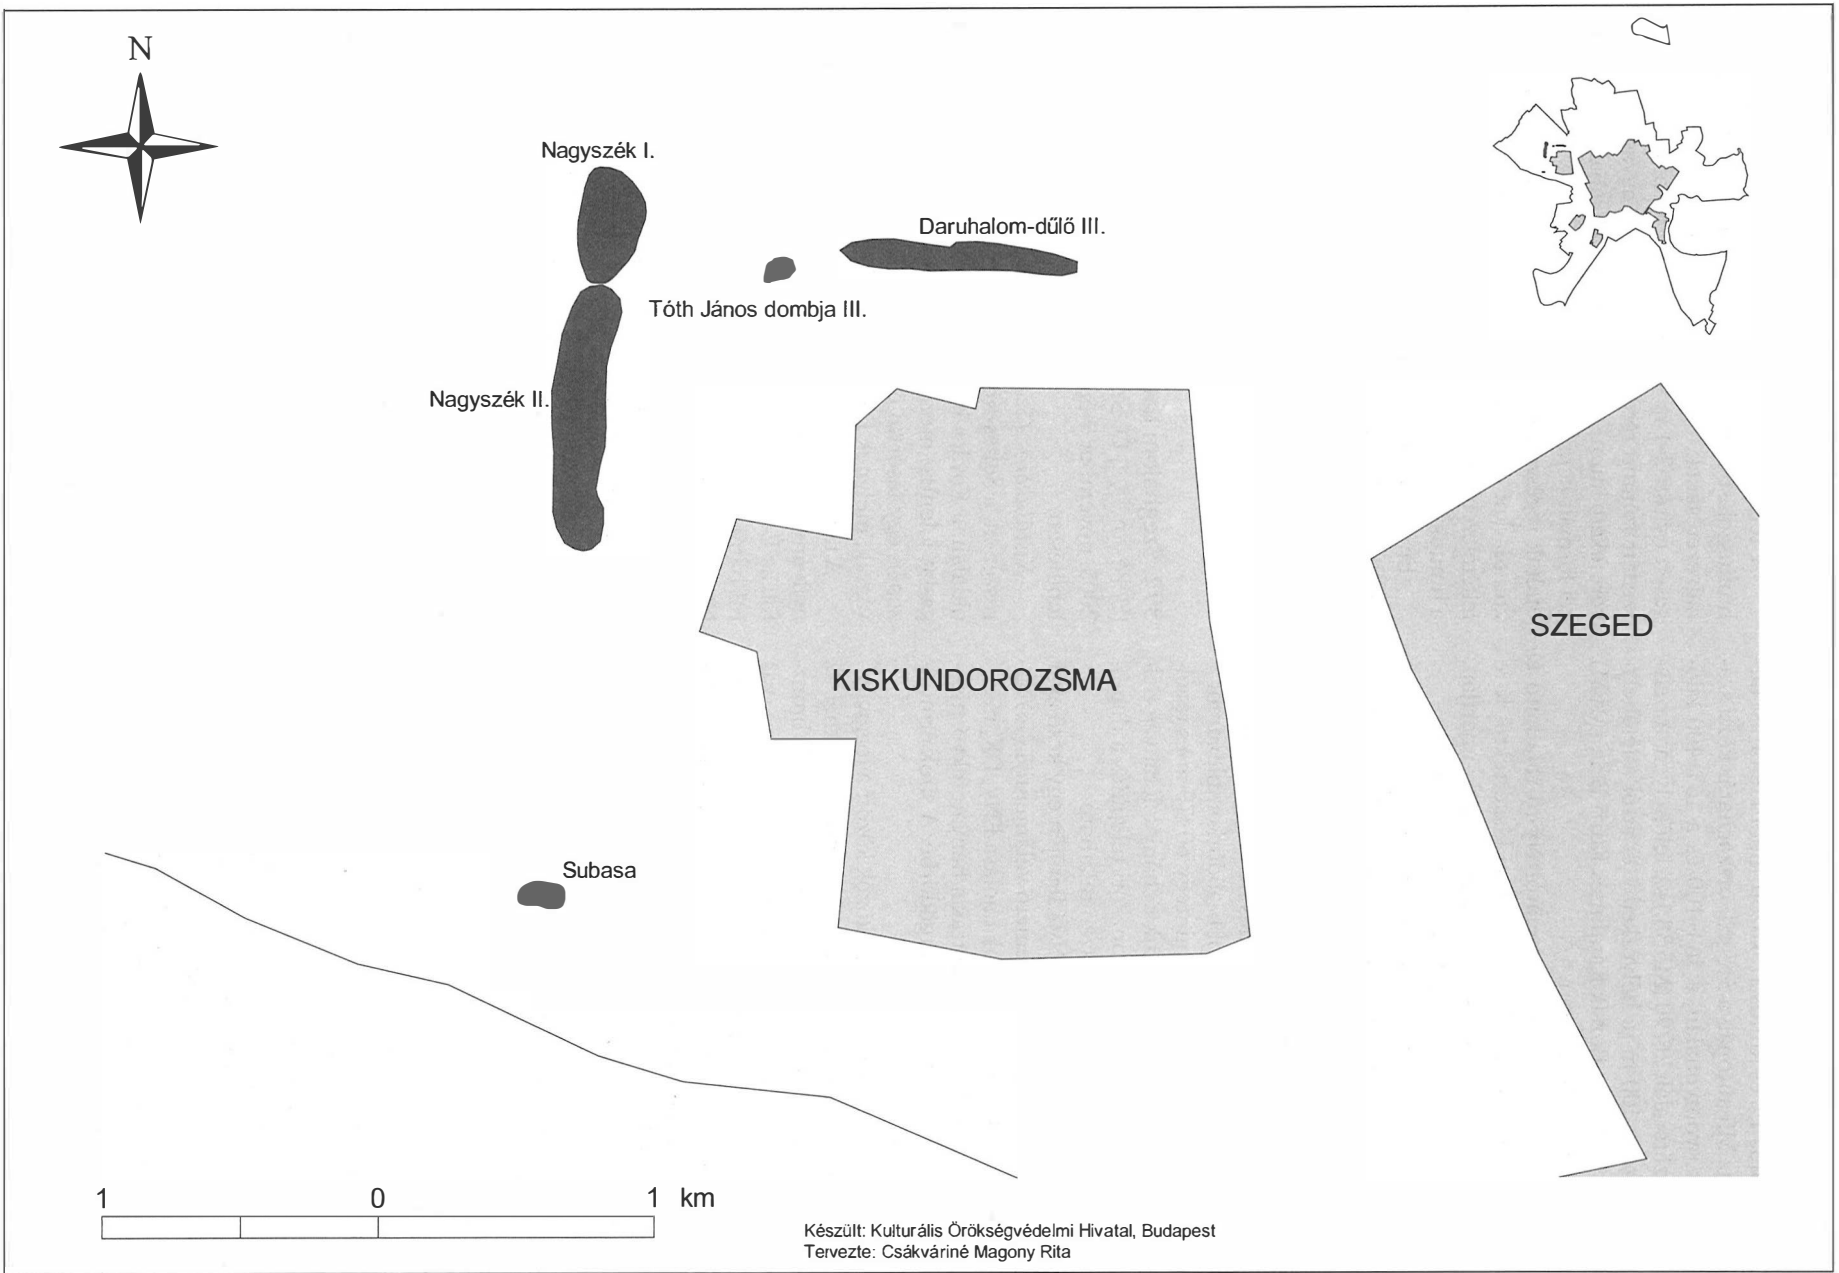 N
Nagyszék I.
Daruhalom-dűlő III.
Tóth János dombja III.
Nagyszék II.
SZEGED
KISKUNDOROZSMA
Subasa
1 0 1 km
Készült: Kulturális Örökségvédelmi Hivatal, Budapest
Tervezte: Csákváriné Magony Rita